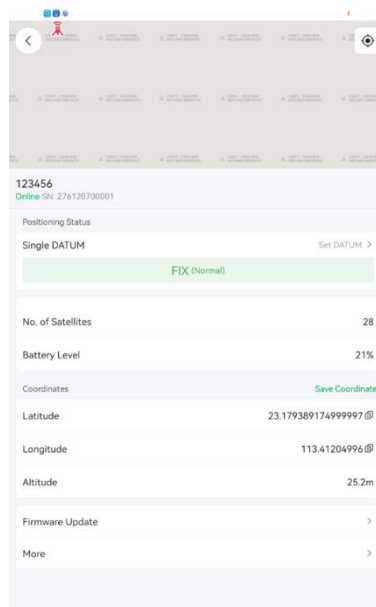 123456
Online SN: 276120700001
Positioning Status
Single DATUM Set DATUM >
FIX (Normal)
No. of Satellites 28
Battery Level 21%
Coordinates Save Coordinate
Latitude 23.179389174999997
Longitude 113.41204996
Altitude 25.2m
Firmware Update >
More >